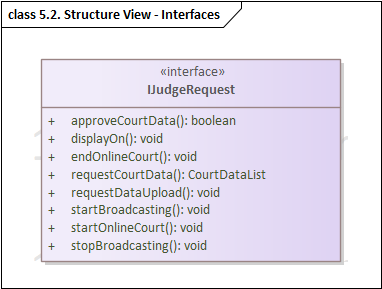 class 5.2. Structure View - Interfaces
«interface»
IJudgeRequest
+ approveCourtData(): boolean
+ displayOn(): void
+ endOnlineCourt(): void
+ requestCourtData(): CourtDataList
+ requestDataUpload(): void
+ startBroadcasting(): void
+ startOnlineCourt(): void
+ stopBroadcasting(): void